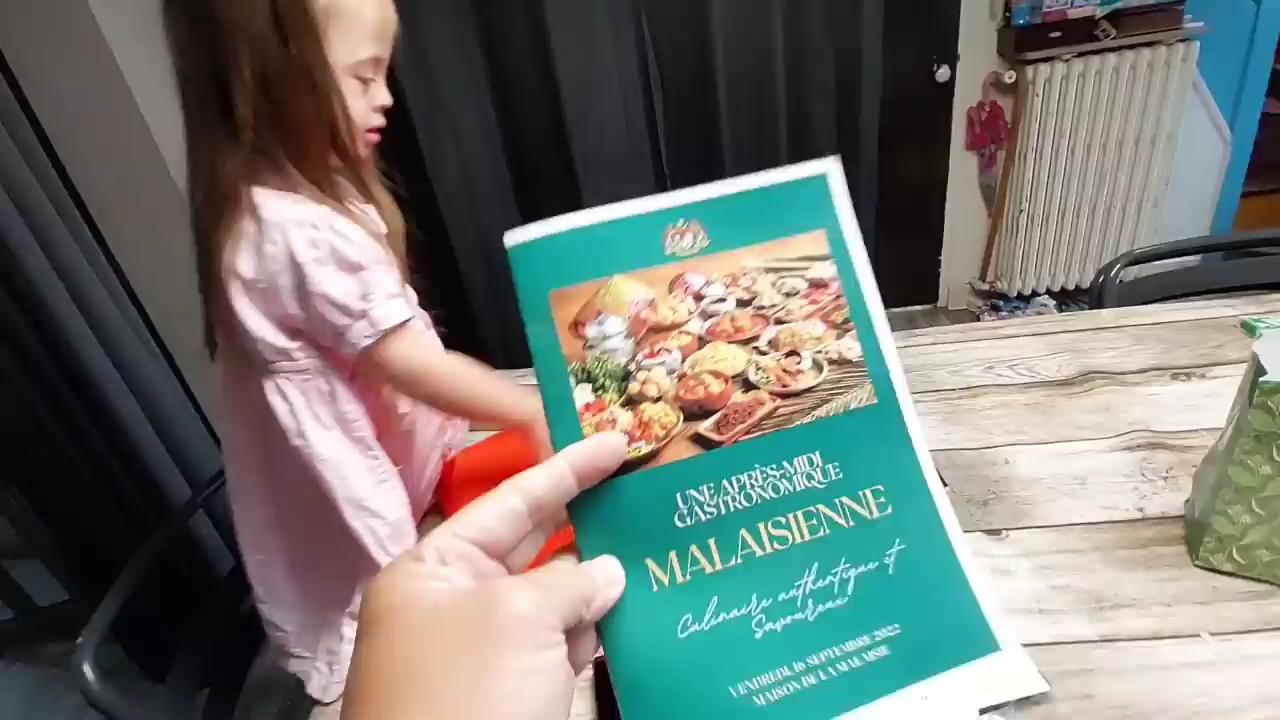 UNE APRÈS-MIDI
GASTRONOMIQUE
MALAISIENNE
Culinaire authentique et
Savoureux
VENDREDI, 16 SEPTEMBRE 2022
MAISON DE LA MALAISIE